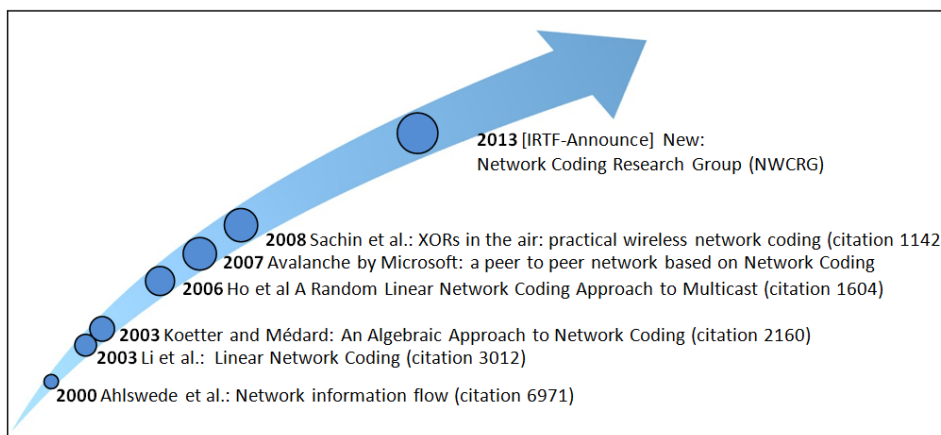 2013 [IRTF-Announce] New:
Network Coding Research Group (NWCRG)
2008 Sachin et al.: XORs in the air: practical wireless network coding (citation 1142
2007 Avalanche by Microsoft: a peer to peer network based on Network Coding
2006 Ho et al A Random Linear Network Coding Approach to Multicast (citation 1604)
2003 Koetter and Médard: An Algebraic Approach to Network Coding (citation 2160)
2003 Li et al.: Linear Network Coding (citation 3012)
2000 Ahlswede et al.: Network information flow (citation 6971)